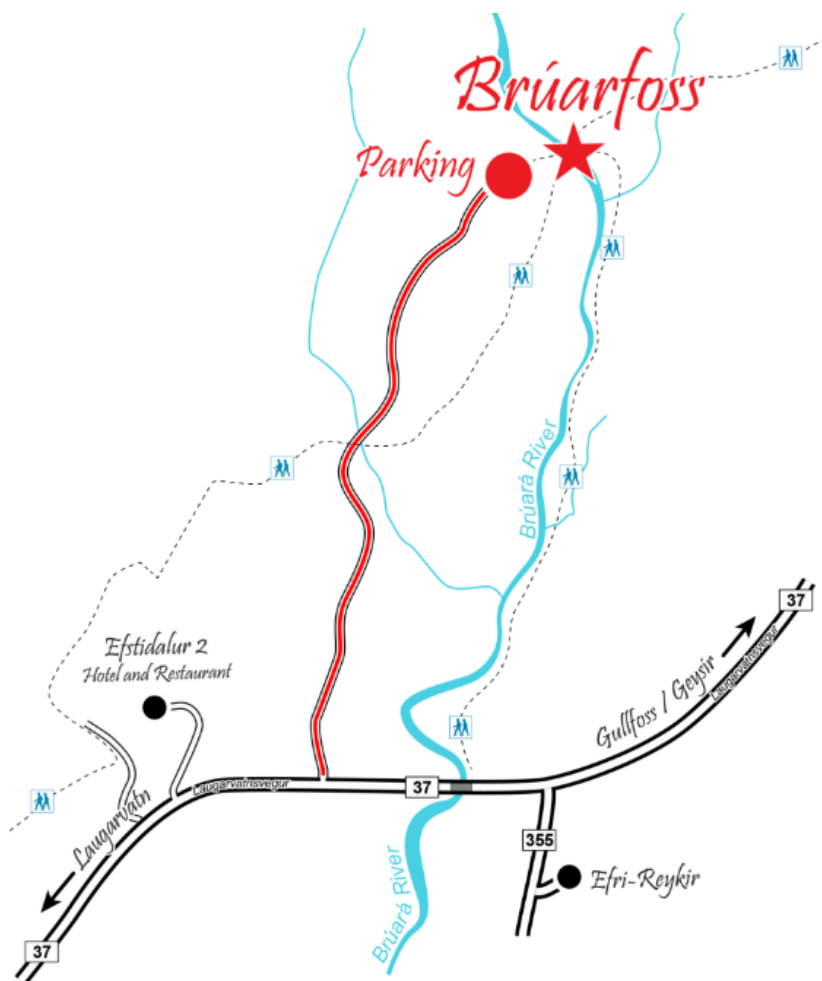 Brúarfoss
Parking
Brúará River
37
Laugarvatnsvegur
Gullfoss / Geysir
Efstidalur 2
Hotel and Restaurant
Laugarvatnsvegur
37
Laugarvatn
355
Efri-Reykir
Brúará River
37